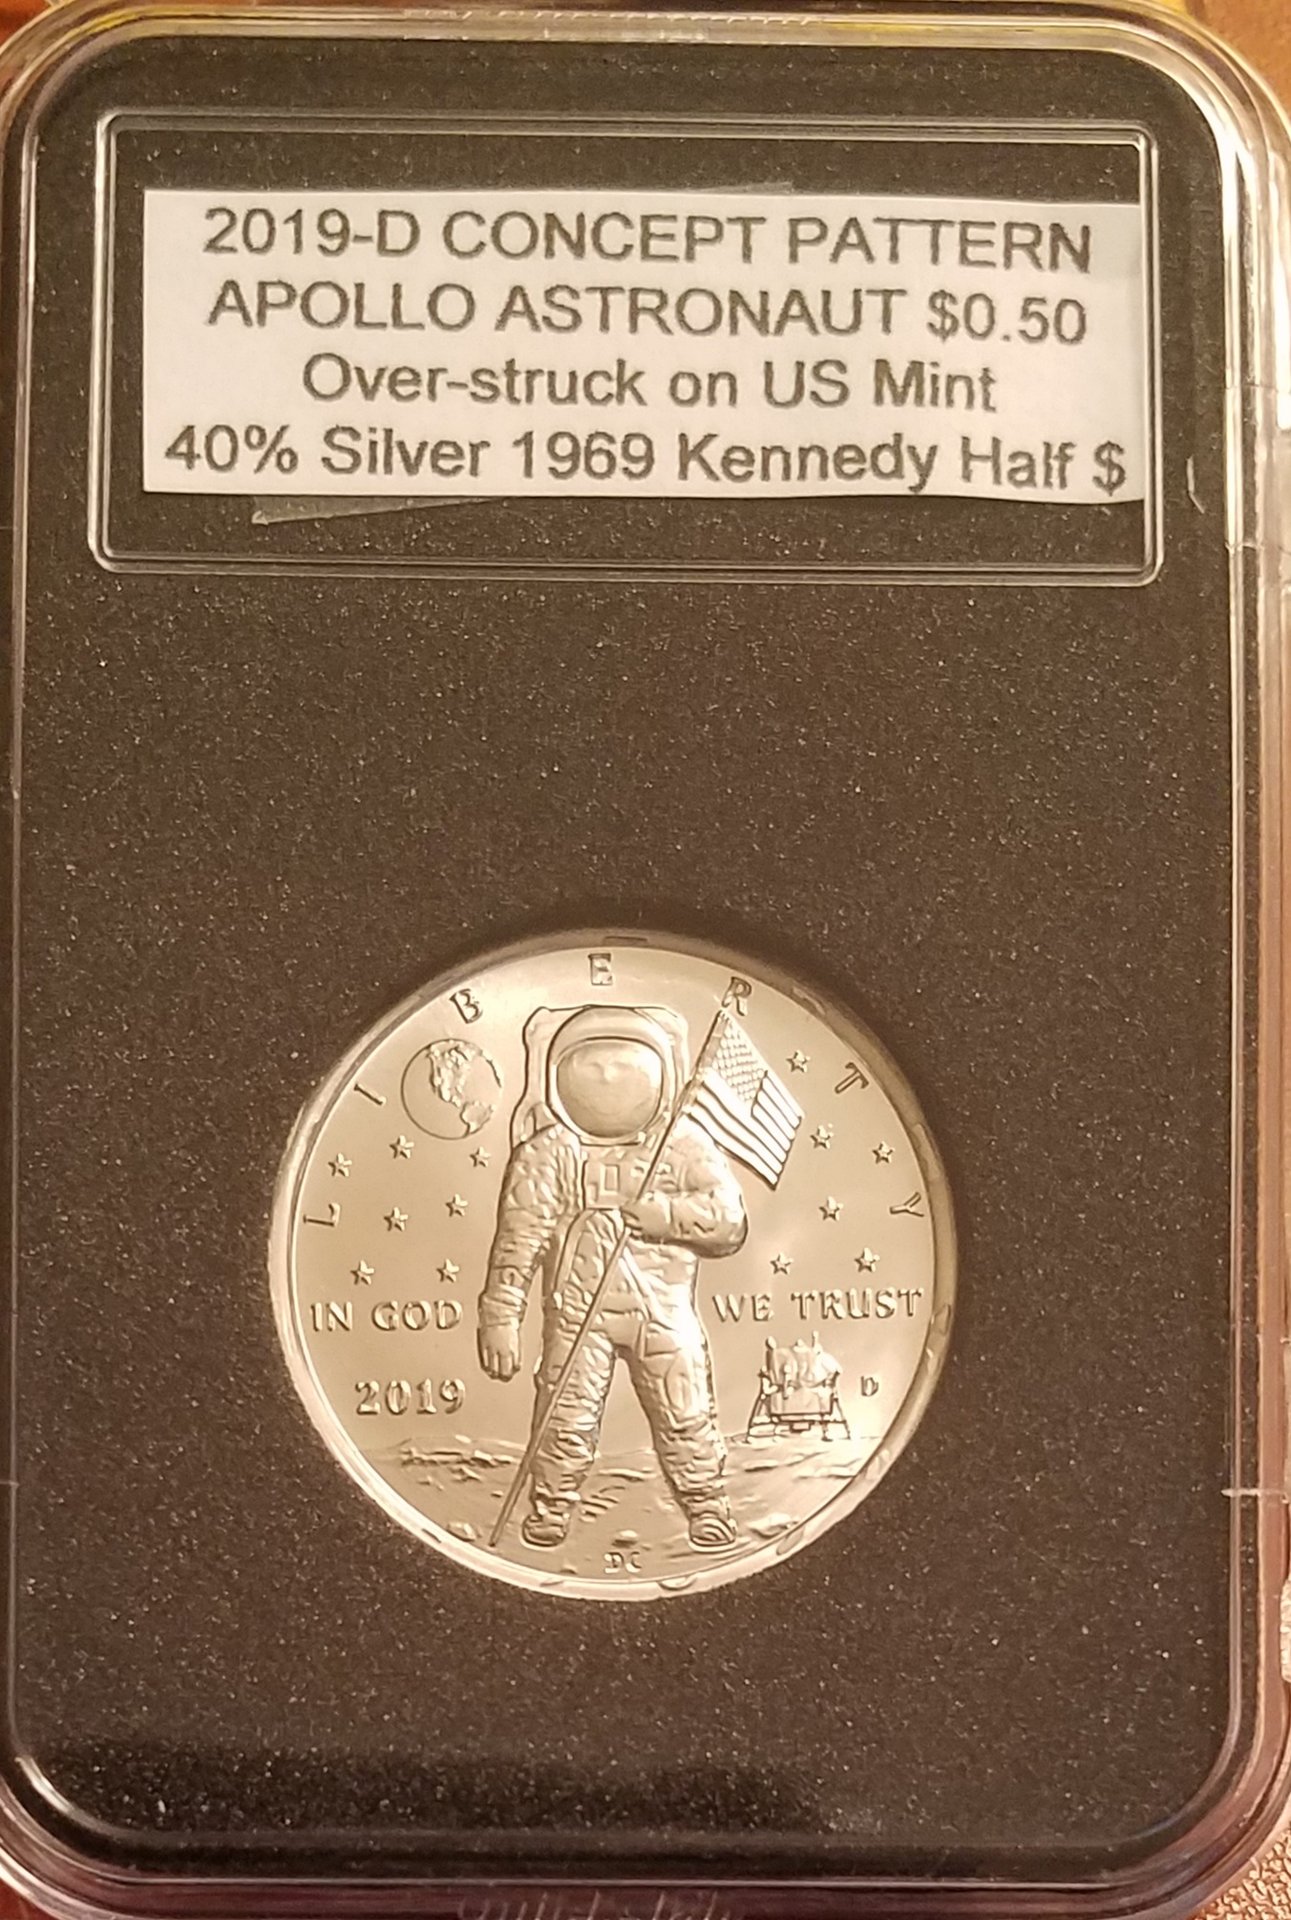 2019-D CONCEPT PATTERN
APOLLO ASTRONAUT $0.50
Over-struck on US Mint
40% Silver 1969 Kennedy Half $
LIBERTY
IN GOD WE TRUST
2019
D
DC